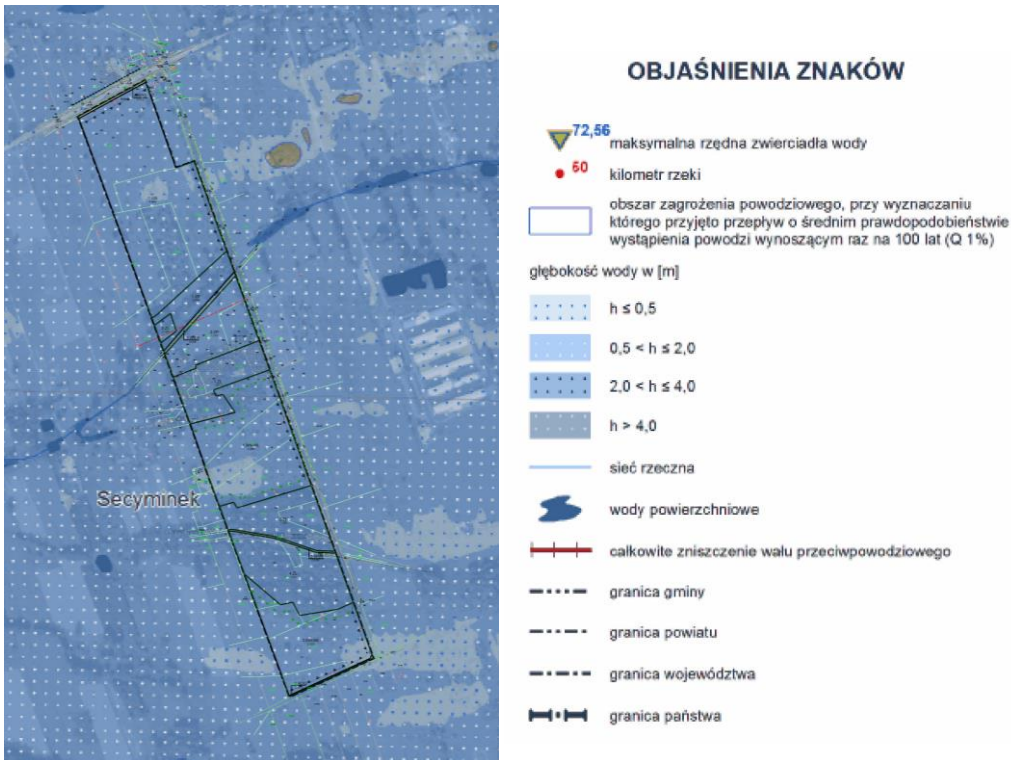 Secyminek
OBJAŚNIENIA ZNAKÓW
72,56
maksymalna rzędna zwierciadła wody
60
kilometr rzeki
obszar zagrożenia powodziowego, przy wyznaczaniu
którego przyjęto przepływ o średnim prawdopodobieństwie
wystąpienia powodzi wynoszącym raz na 100 lat (Q 1%)
głębokość wody w [m]
h ≤ 0,5
0,5 < h ≤ 2,0
2,0 < h ≤ 4,0
h > 4,0
sieć rzeczna
wody powierzchniowe
całkowite zniszczenie wału przeciwpowodziowego
granica gminy
granica powiatu
granica województwa
granica państwa